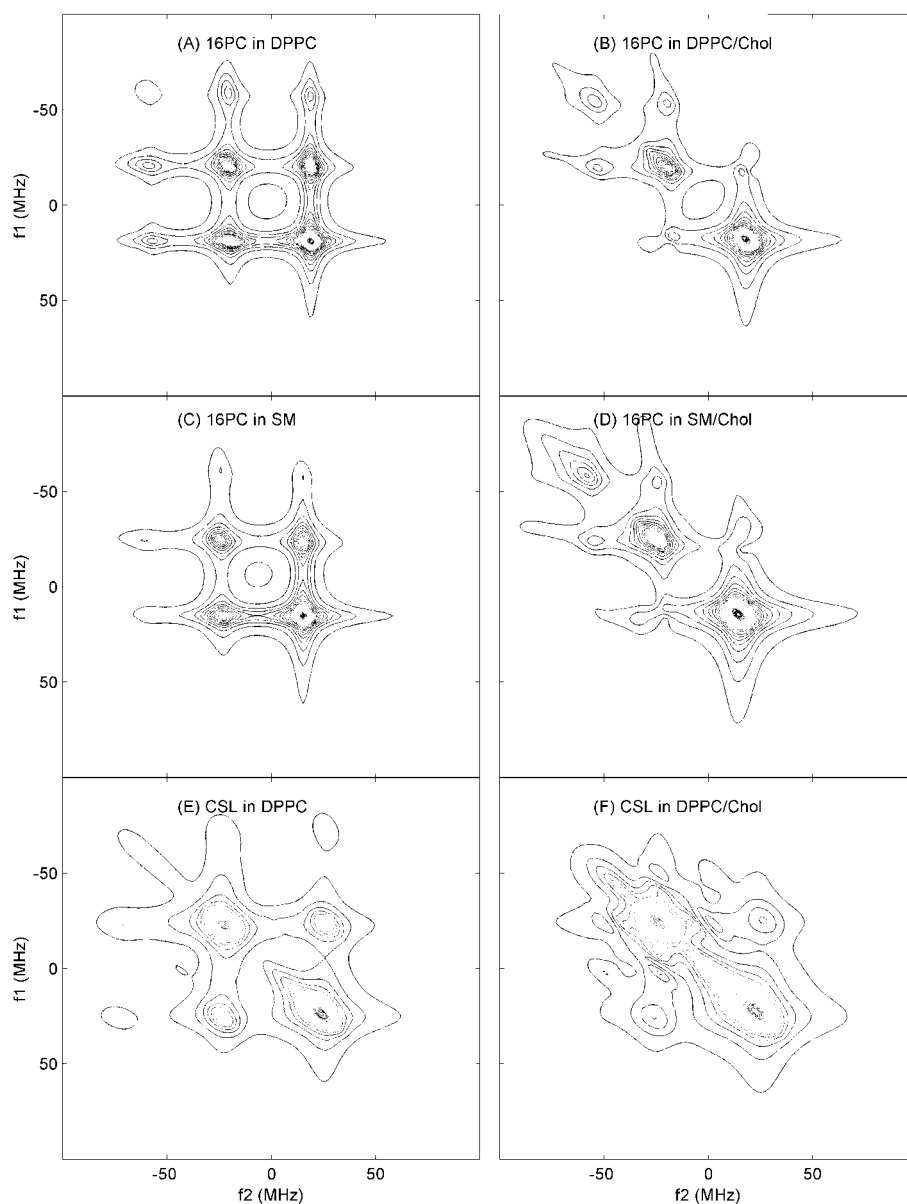 (A) 16PC in DPPC
(B) 16PC in DPPC/Chol
-50
0
50
f1 (MHz)
(C) 16PC in SM
(D) 16PC in SM/Chol
-50
0
50
f1 (MHz)
(E) CSL in DPPC
(F) CSL in DPPC/Chol
-50
0
50
f1 (MHz)
-50 0 50
-50 0 50
f2 (MHz)
f2 (MHz)